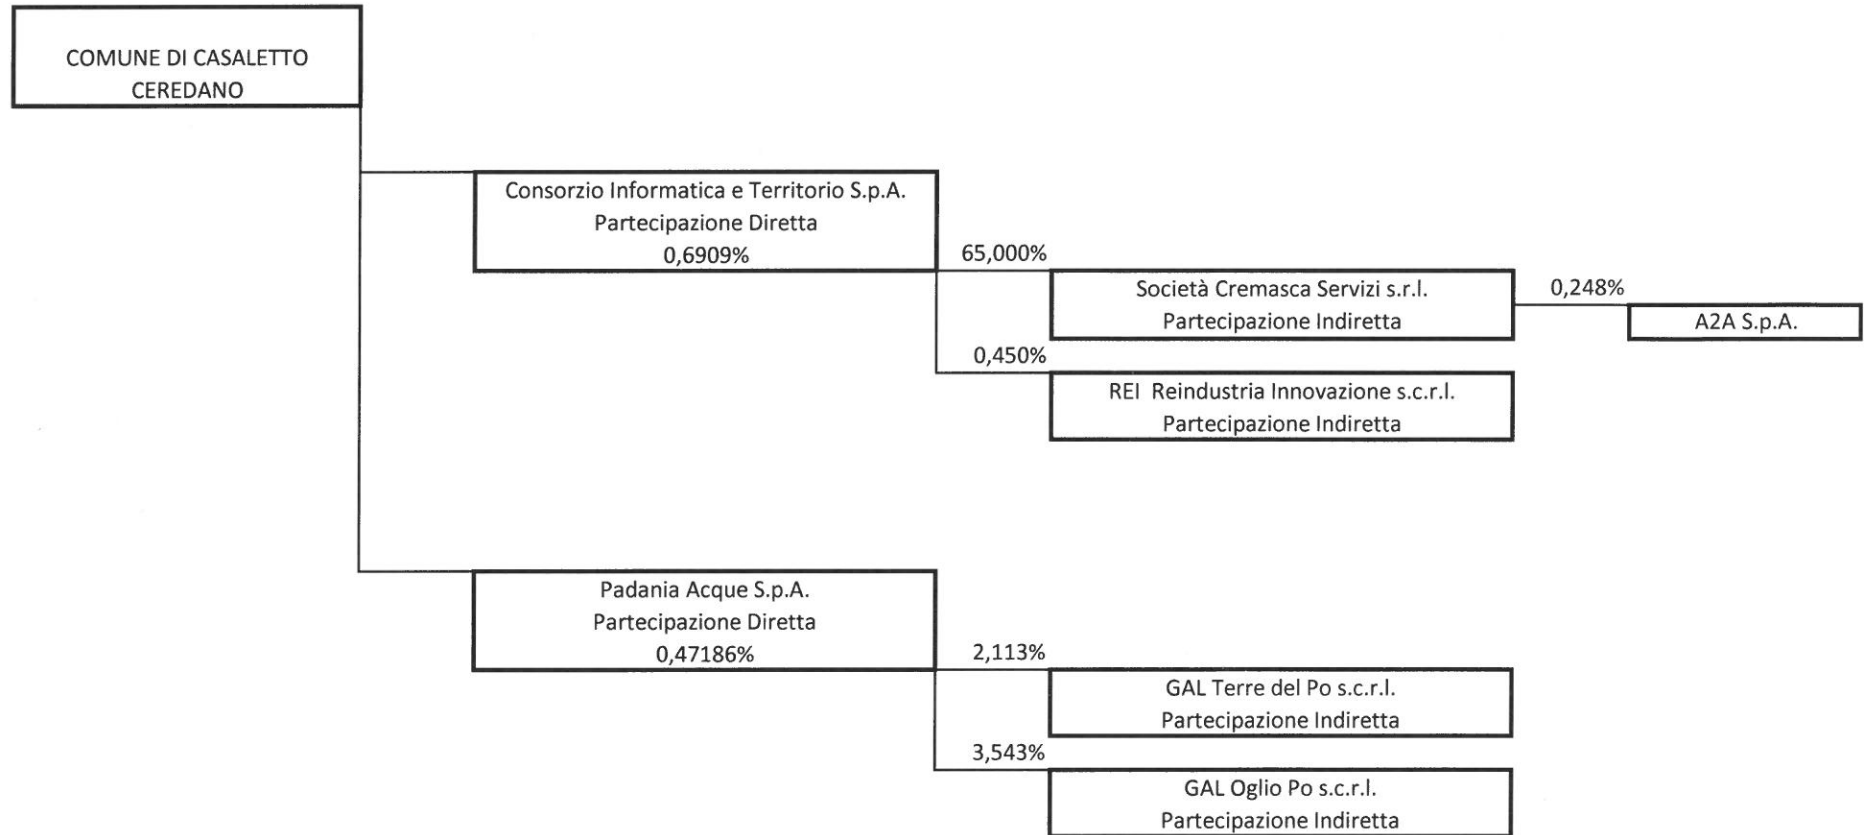 COMUNE DI CASALETTO
CEREDANO
Consorzio Informatica e Territorio S.p.A.
Partecipazione Diretta
0,6909%
65,000%
Società Cremasca Servizi s.r.l.
Partecipazione Indiretta
0,248%
A2A S.p.A.
0,450%
REI  Reindustria Innovazione s.c.r.l.
Partecipazione Indiretta
Padania Acque S.p.A.
Partecipazione Diretta
0,47186%
2,113%
GAL Terre del Po s.c.r.l.
Partecipazione Indiretta
3,543%
GAL Oglio Po s.c.r.l.
Partecipazione Indiretta